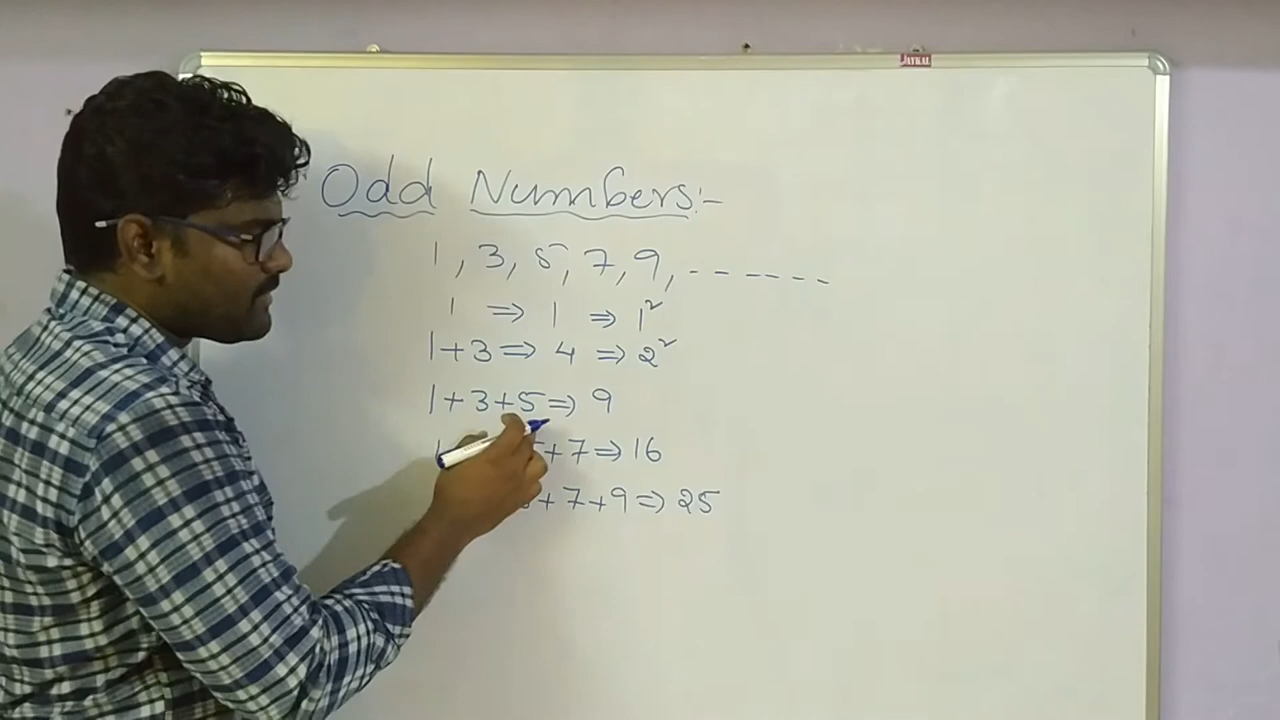 JAYKAL
Odd Numbers:-
1, 3, 5, 7, 9, -------
1 ⇒ 1 ⇒ 1²
1+3 ⇒ 4 ⇒ 2²
1+3+5 ⇒ 9
+7 ⇒ 16
+7+9 ⇒ 25